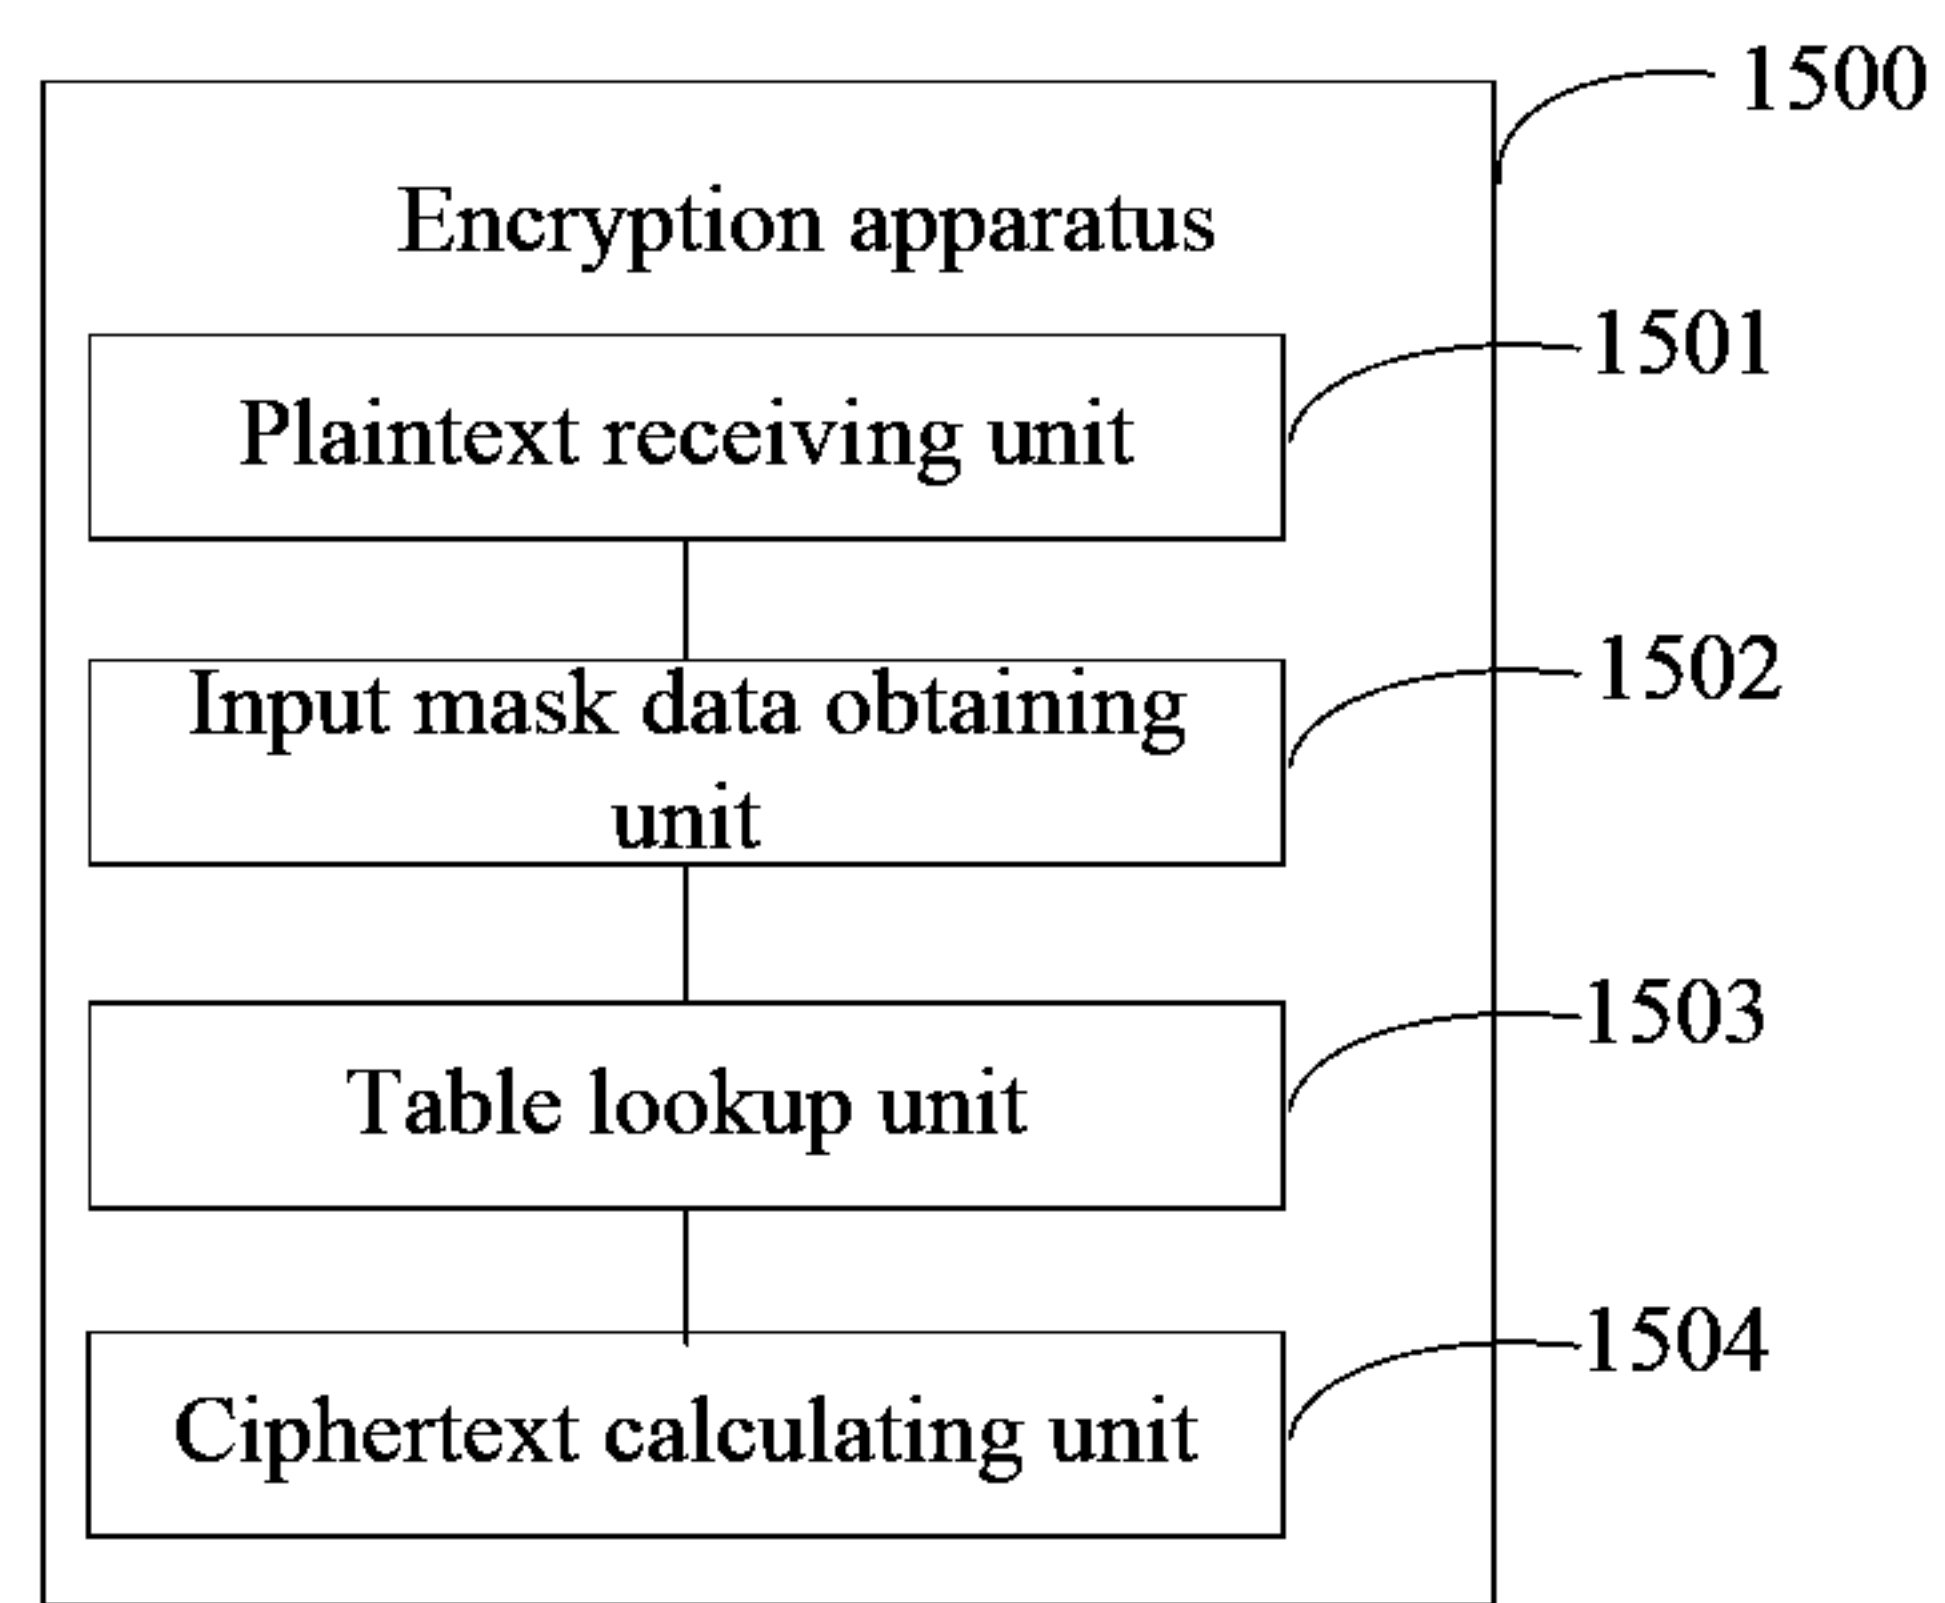 1500
Encryption apparatus
1501
Plaintext receiving unit
1502
Input mask data obtaining
unit
1503
Table lookup unit
1504
Ciphertext calculating unit